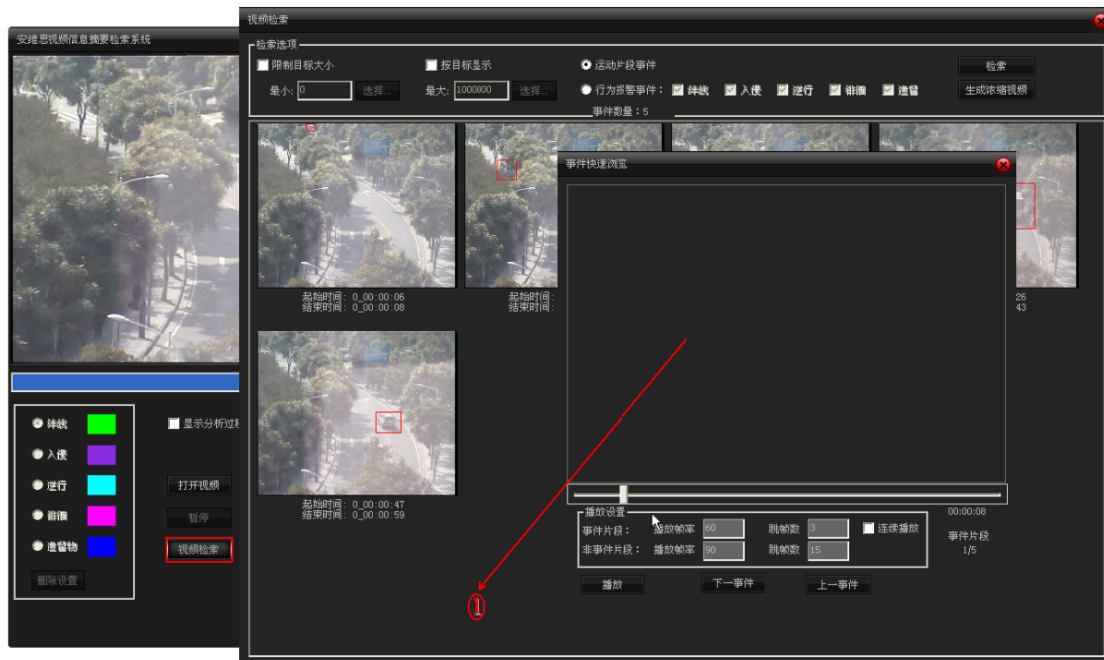 视频检索
安维思视频信息摘要检索系统
检索选项
限制目标大小
按目标显示
运动片段事件
检索
最小: 0
选择..
最大: 1000000
选择..
行为报警事件：
绊线
入侵
逆行
徘徊
遗留
生成浓缩视频
事件数量：5
事件快速浏览
起始时间: 0_00:00:06
结束时间: 0_00:00:08
起始时间:
结束时间:
26
43
起始时间: 0_00:00:47
结束时间: 0_00:00:59
绊线
入侵
逆行
徘徊
遗留物
删除设置
显示分析过程
打开视频
暂停
视频检索
播放设置
00:00:08
事件片段：
播放帧率 60
跳帧数 3
连续播放
事件片段
非事件片段：
播放帧率 90
跳帧数 15
1/5
播放
下一事件
上一事件